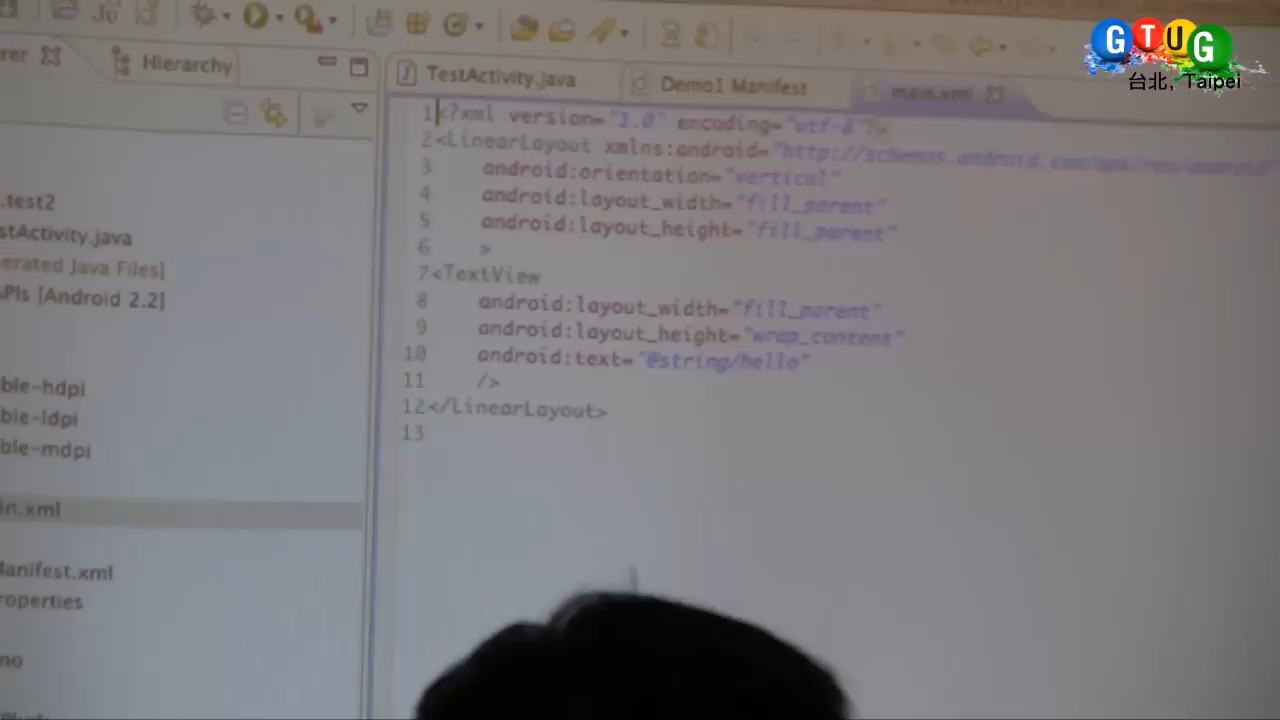 GTUG
台北, Taipei
rer
Hierarchy
TestActivity.java
Demo1 Manifest
main.xml
.test2
stActivity.java
erated Java Files]
PIs [Android 2.2]
ble-hdpi
ble-ldpi
ble-mdpi
in.xml
Manifest.xml
roperties
no
1 <?xml version="1.0" encoding="utf-8"?>
2 <LinearLayout xmlns:android="http://schemas.android.com/apk/res/android"
3 android:orientation="vertical"
4 android:layout_width="fill_parent"
5 android:layout_height="fill_parent"
6 >
7 <TextView
8 android:layout_width="fill_parent"
9 android:layout_height="wrap_content"
10 android:text="@string/hello"
11 />
12 </LinearLayout>
13